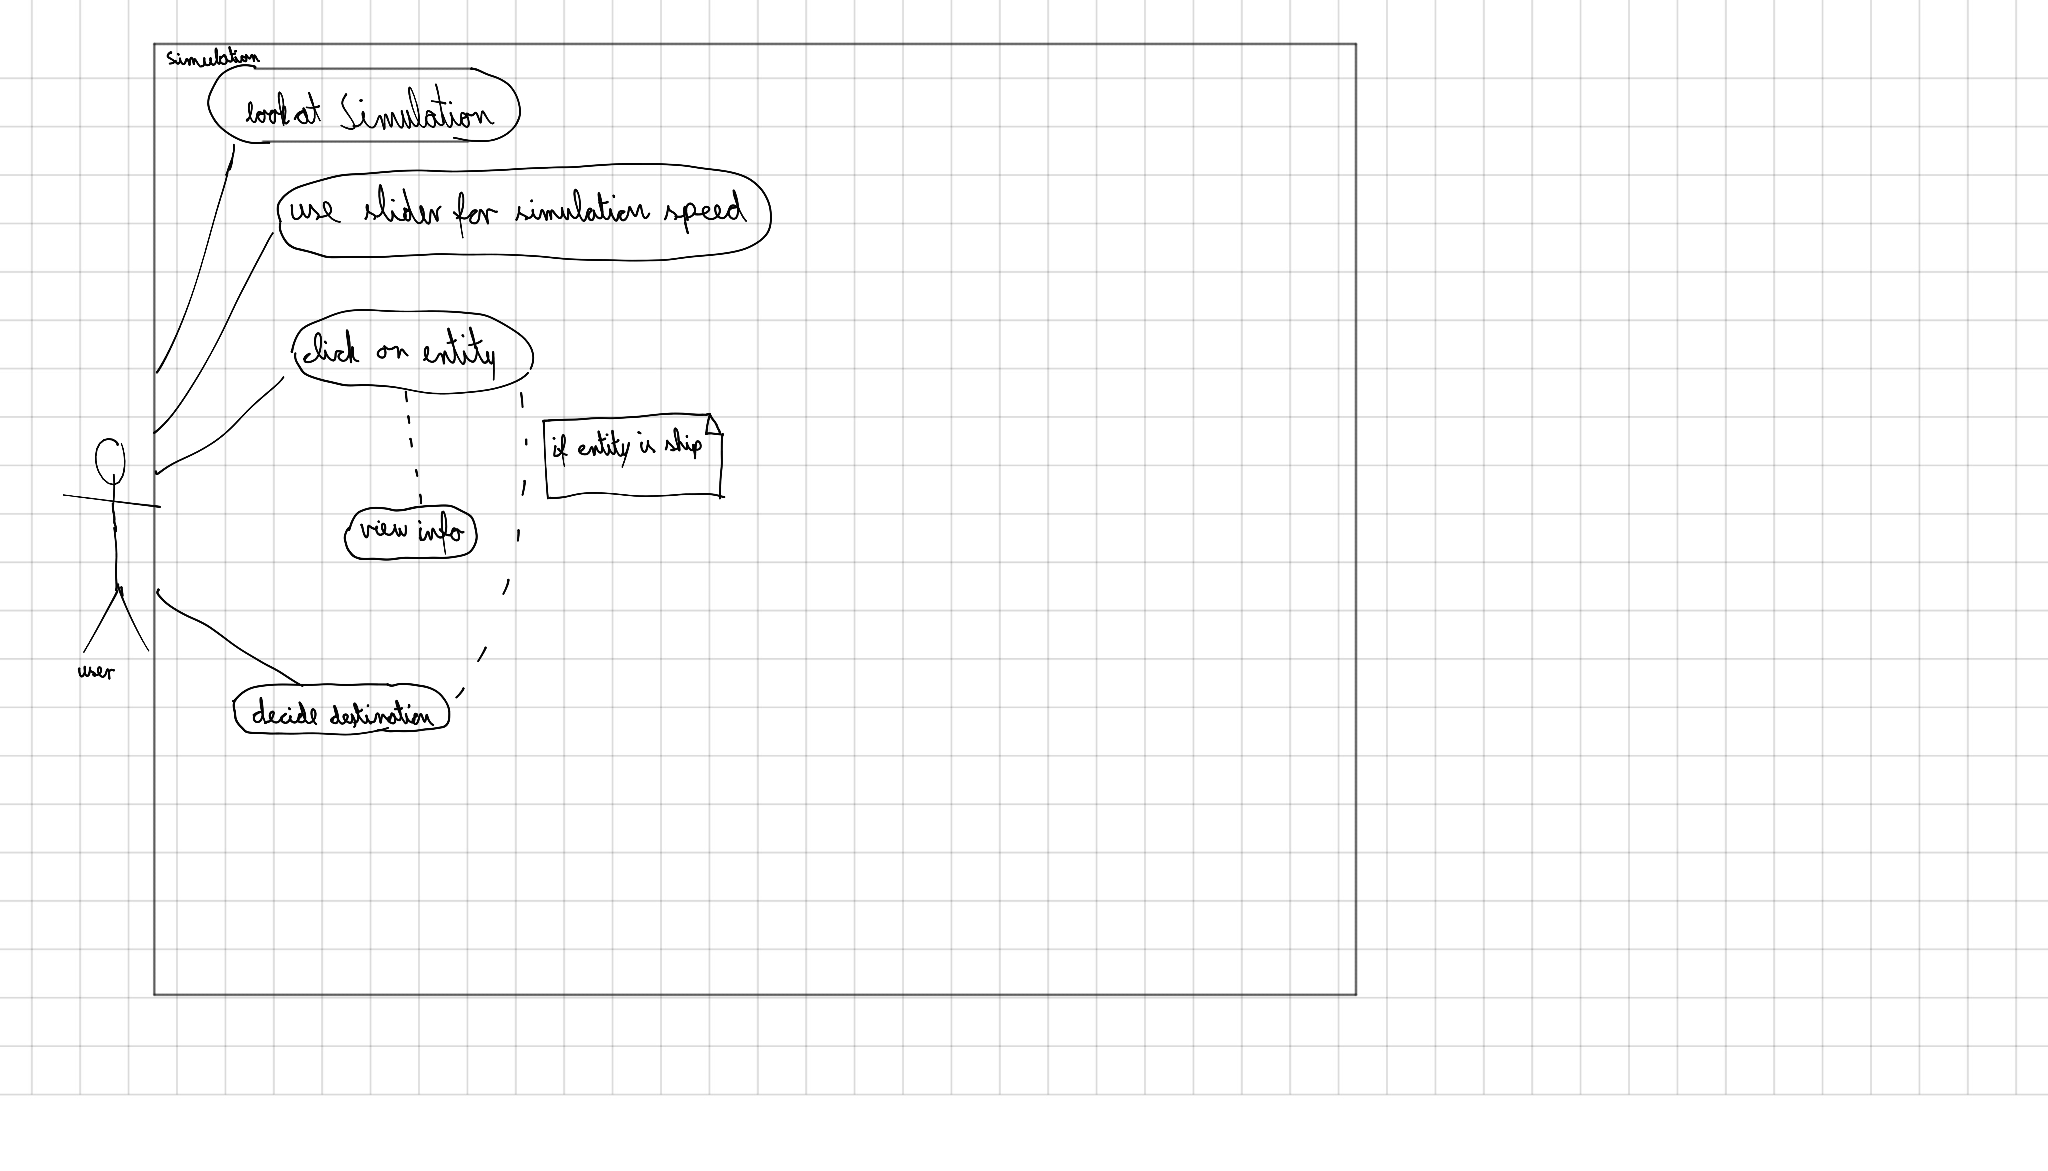 simulation
look at Simulation
use slider for simulation speed
click on entity
if entity is ship
view info
user
decide destination